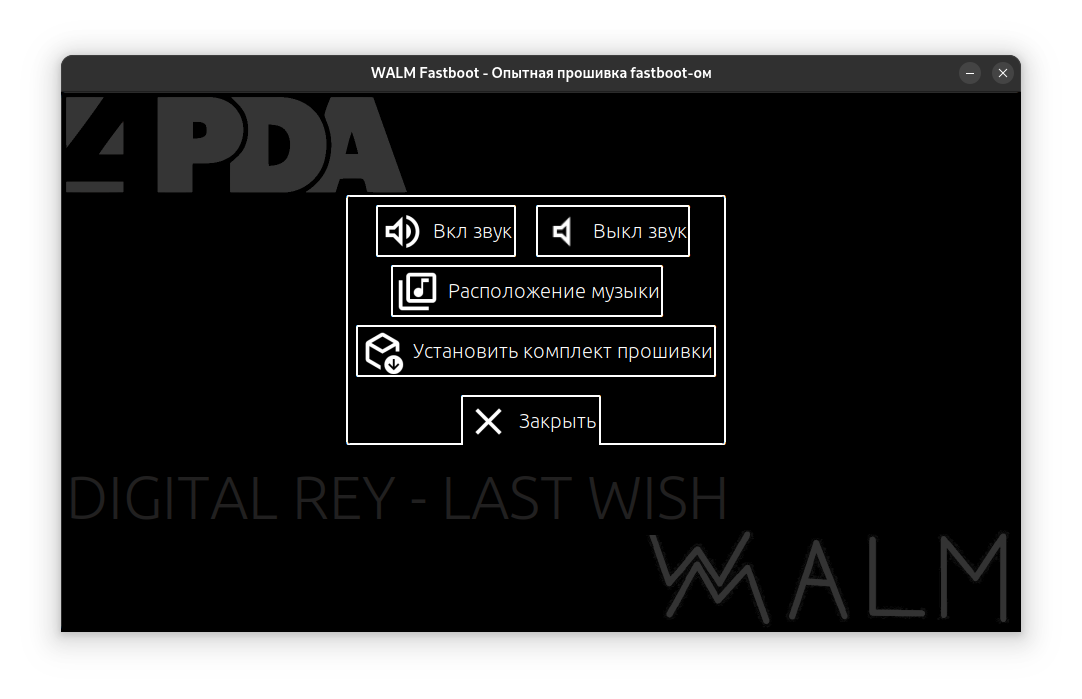 WALM Fastboot - Опытная прошивка fastboot-ом
4PDA
Вкл звук
Выкл звук
Расположение музыки
Установить комплект прошивки
Закрыть
DIGITAL REY - LAST WISH
WALM